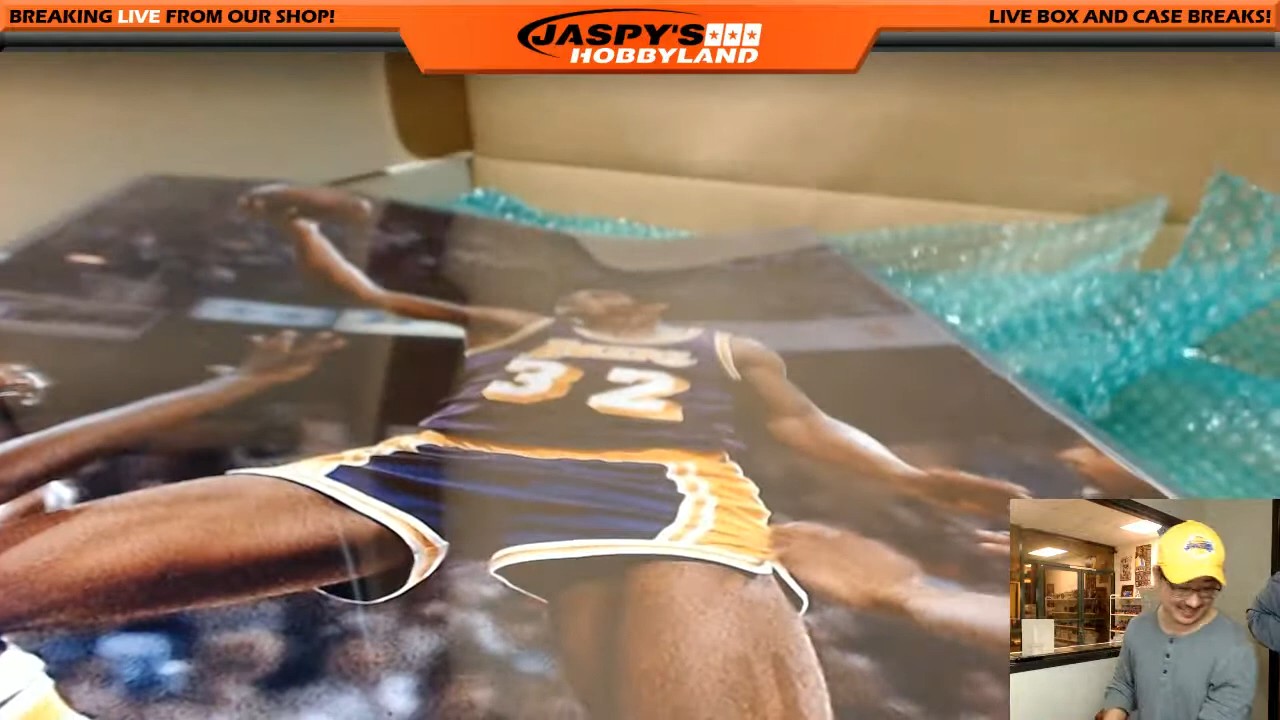 BREAKING LIVE FROM OUR SHOP!
JASPY'S
HOBBYLAND
LIVE BOX AND CASE BREAKS!
32